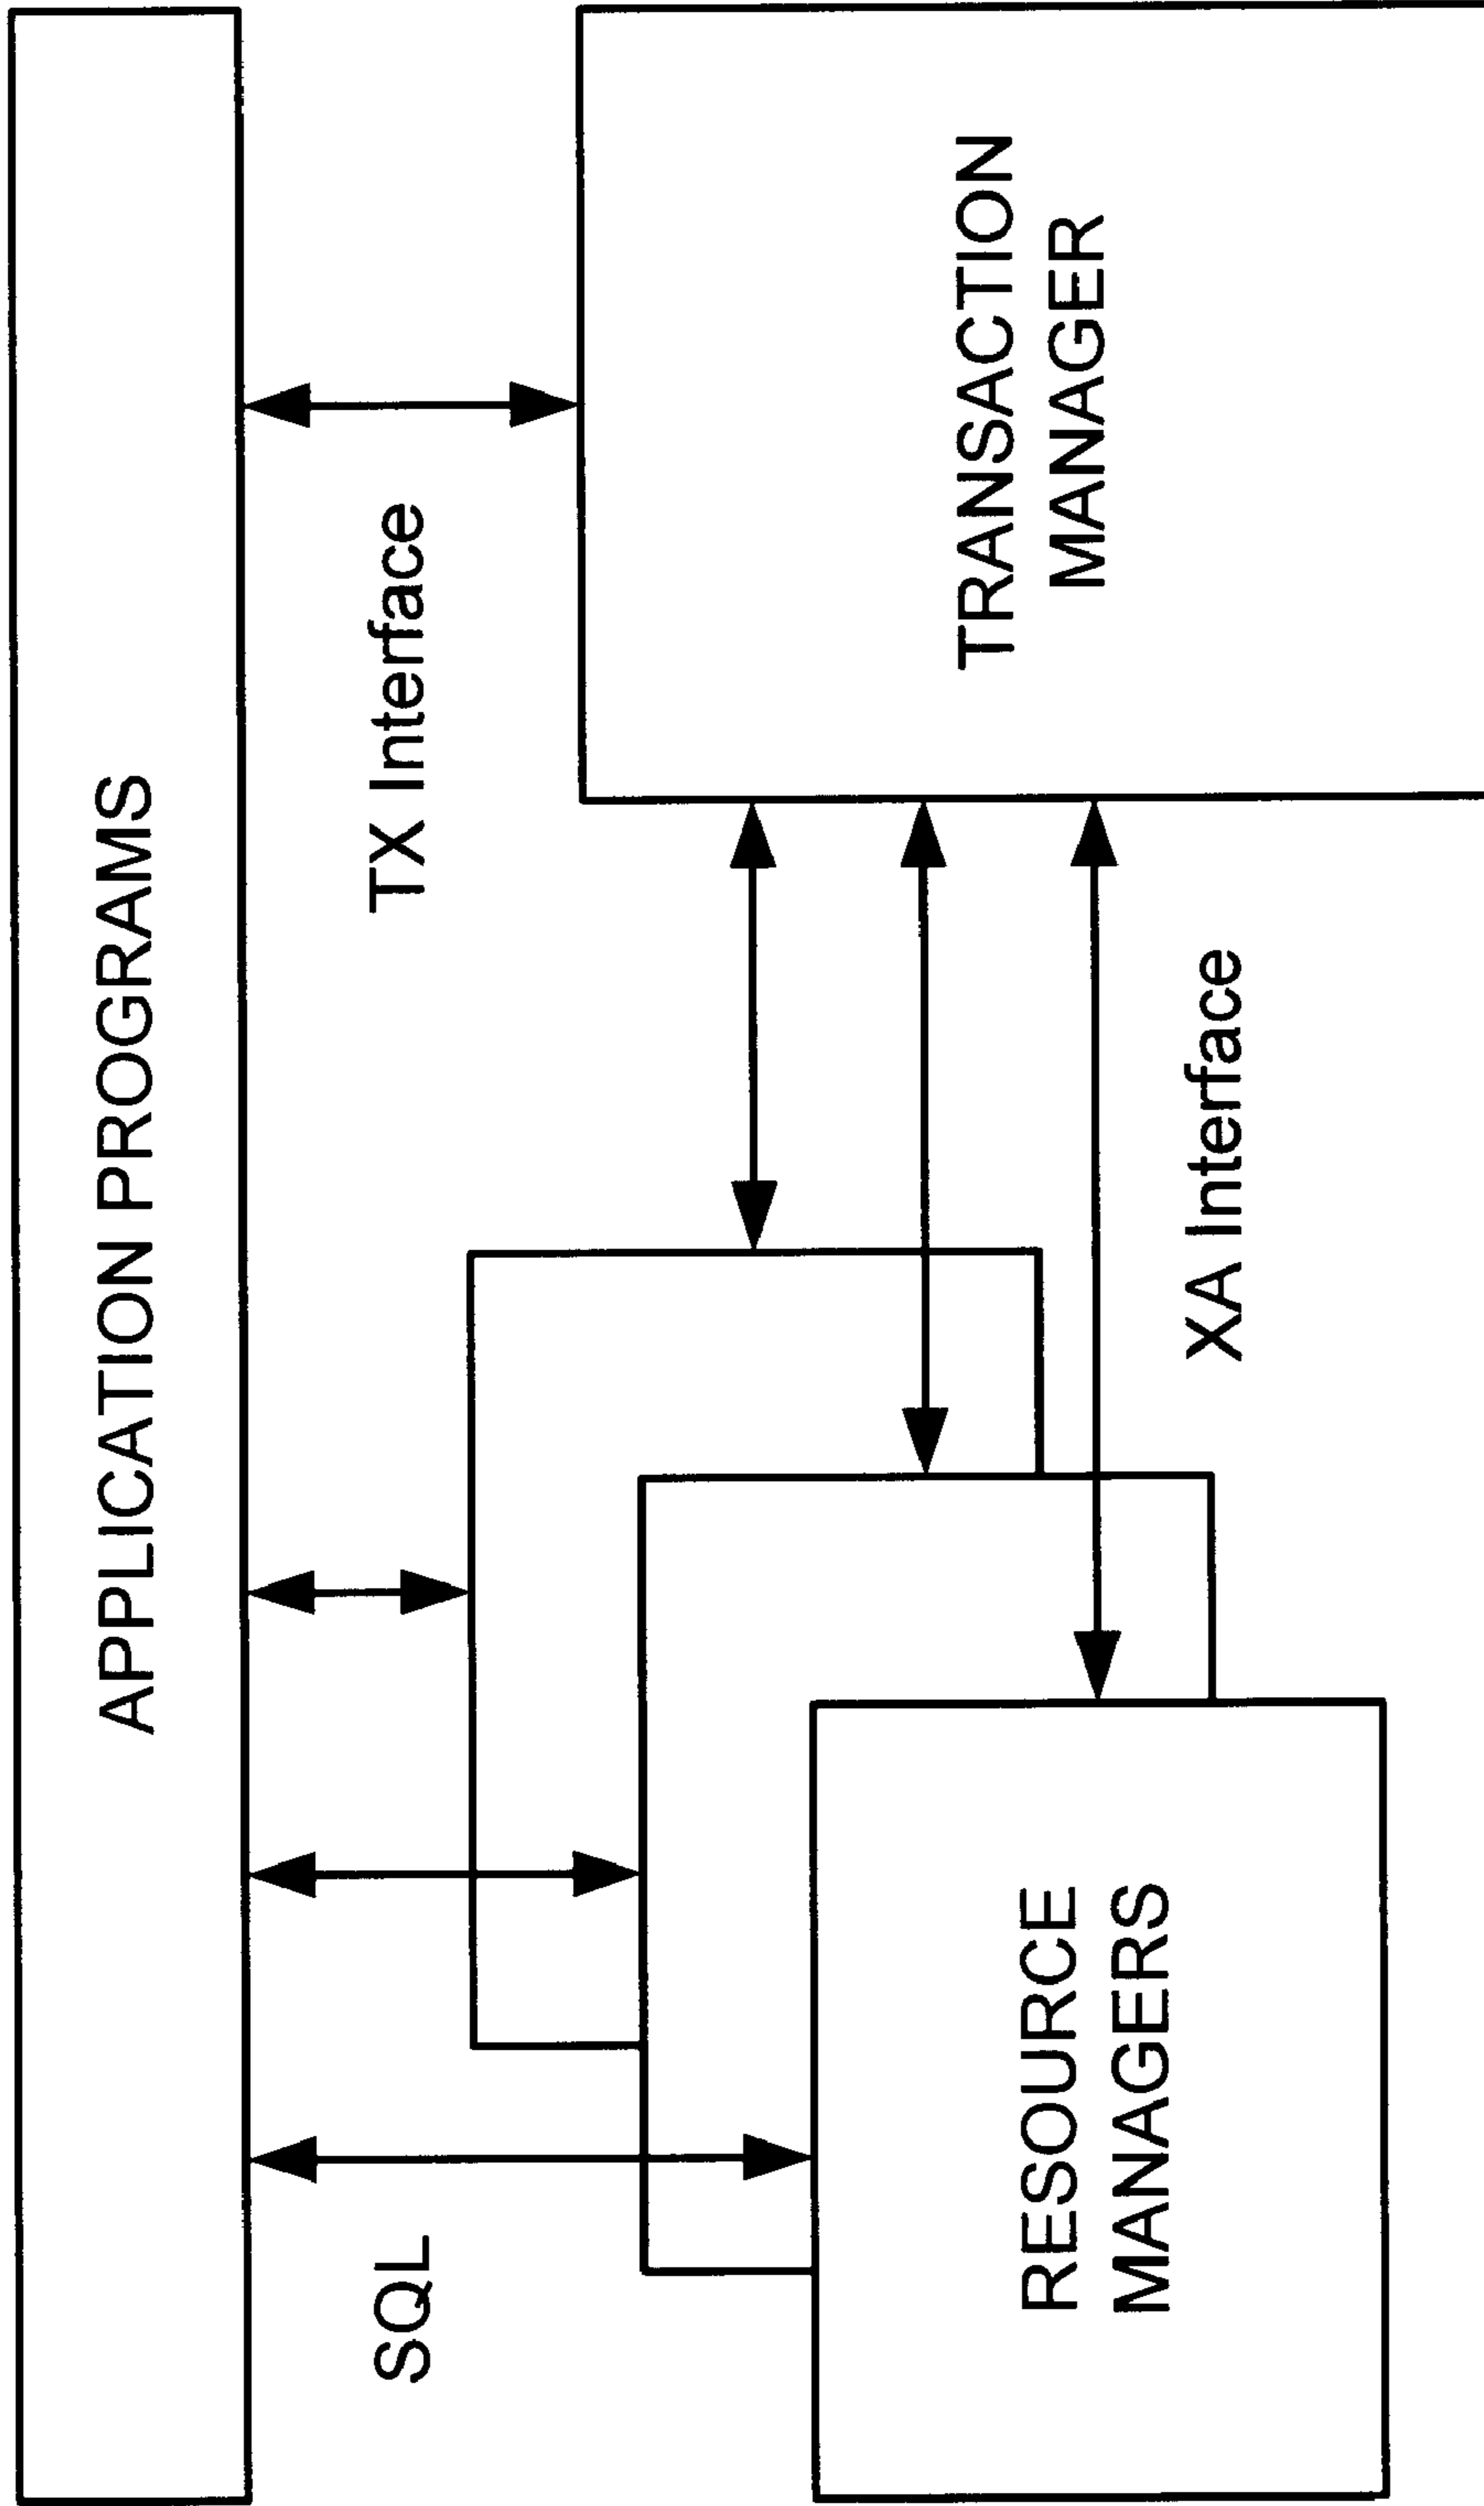 APPLICATION PROGRAMS
SQL
TX Interface
RESOURCE
MANAGERS
XA Interface
TRANSACTION
MANAGER